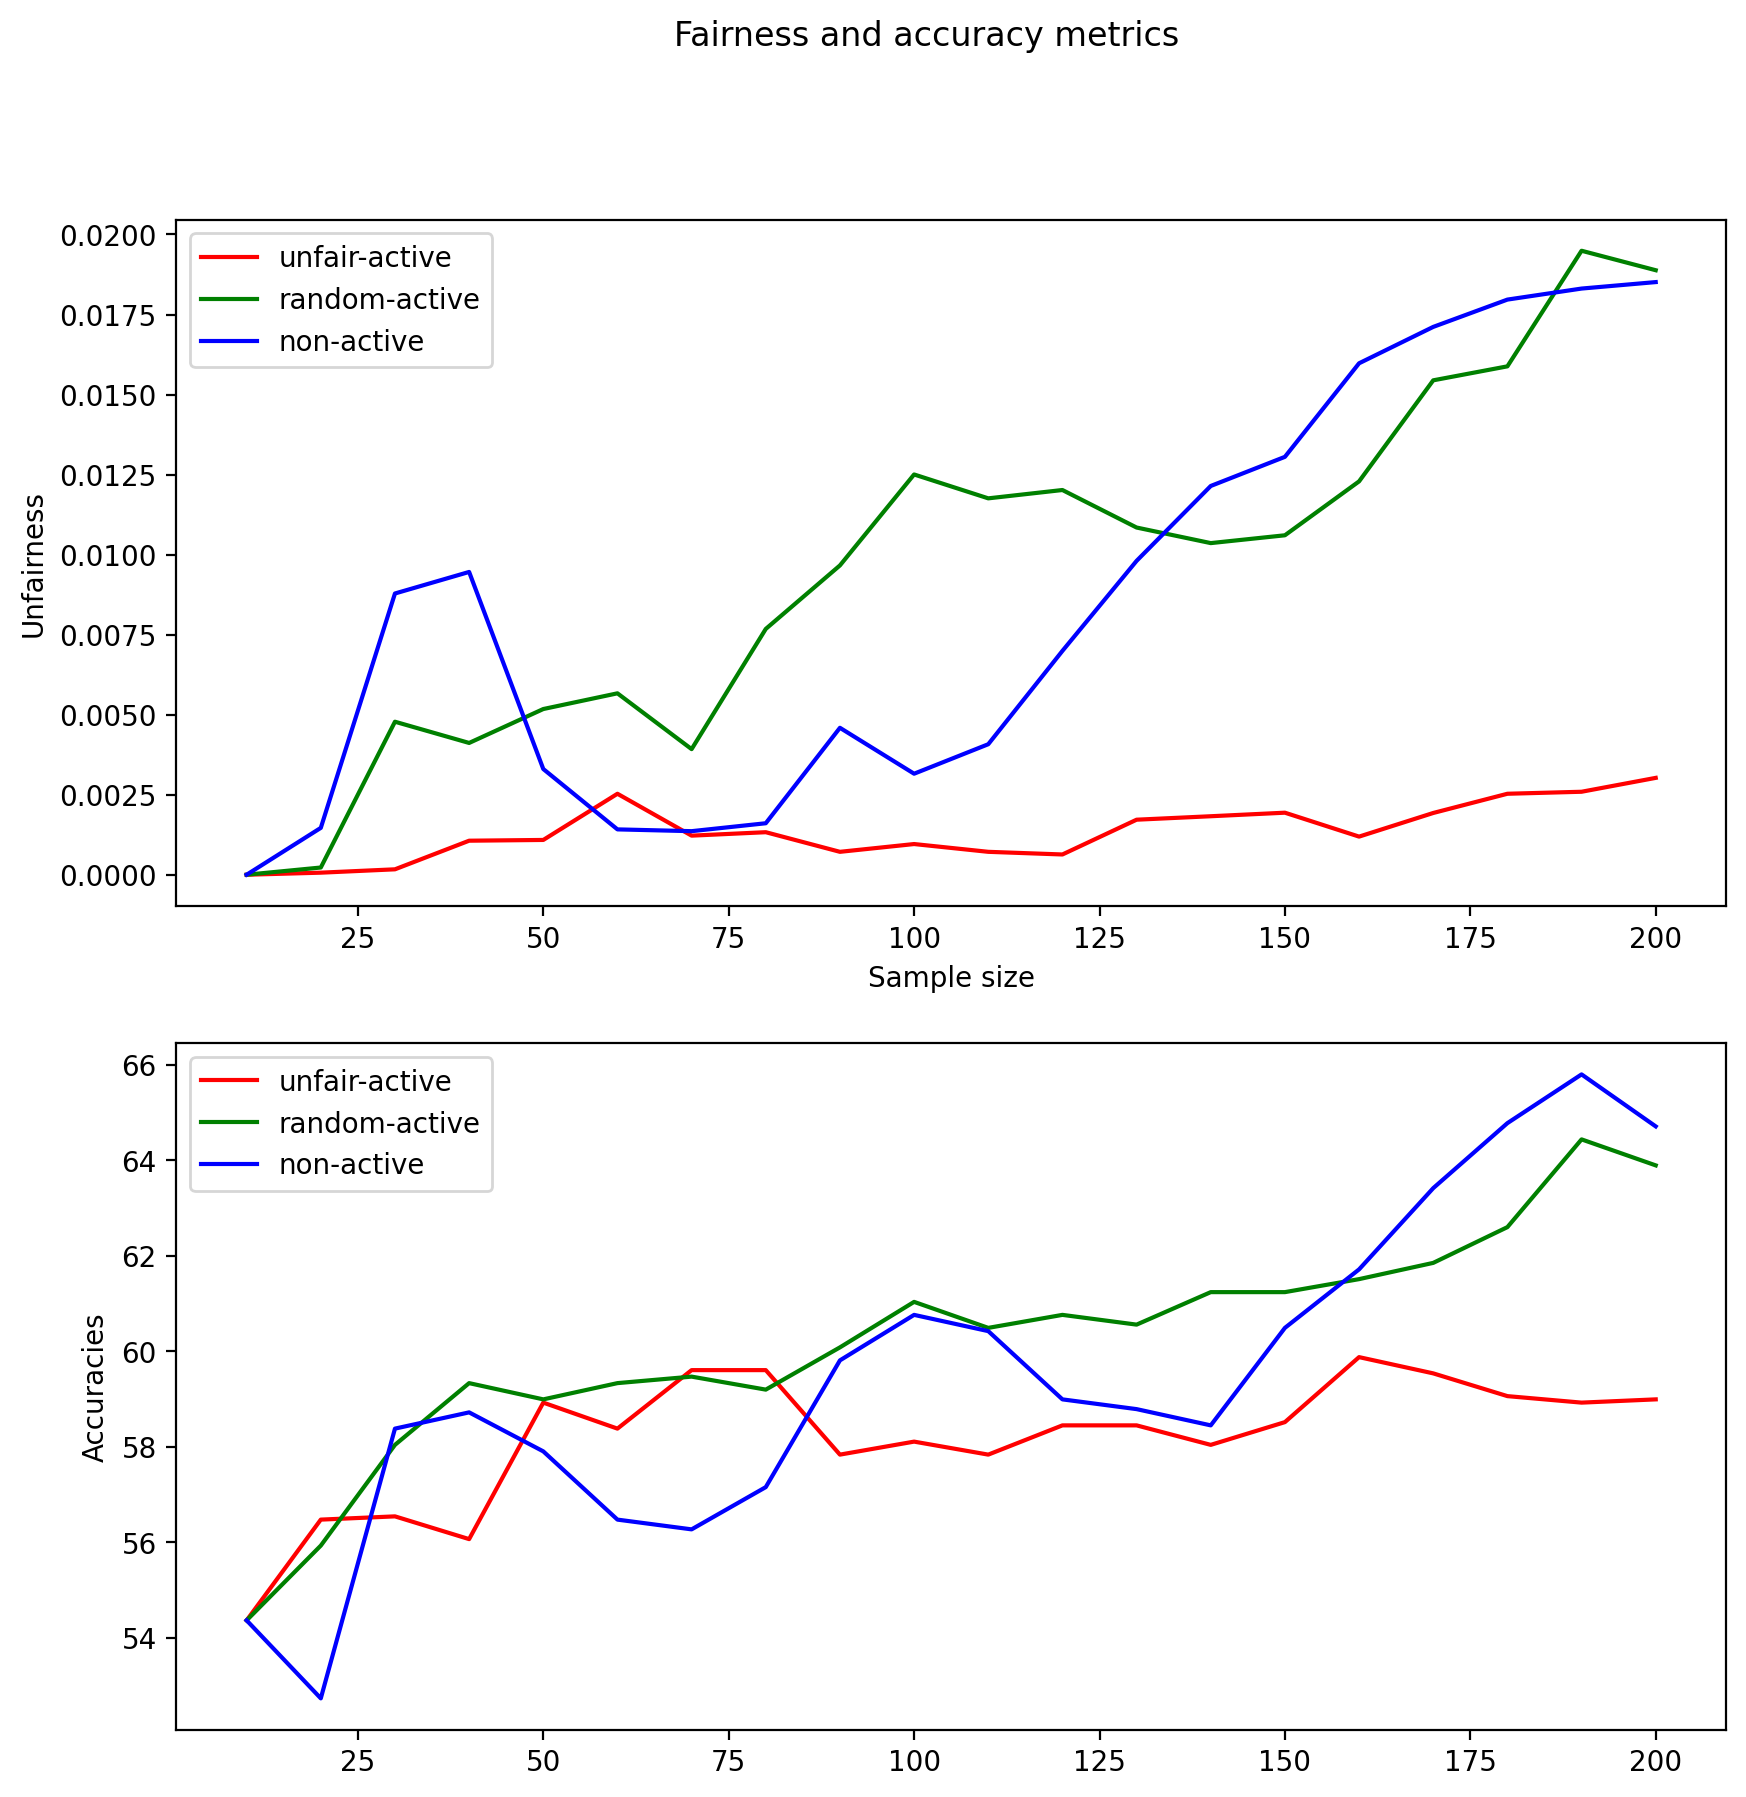 Fairness and accuracy metrics
0.0200
0.0175
0.0150
0.0125
0.0100
0.0075
0.0050
0.0025
0.0000
Unfairness
unfair-active
random-active
non-active
25 50 75 100 125 150 175 200
Sample size
66
64
62
60
58
56
54
Accuracies
unfair-active
random-active
non-active
25 50 75 100 125 150 175 200